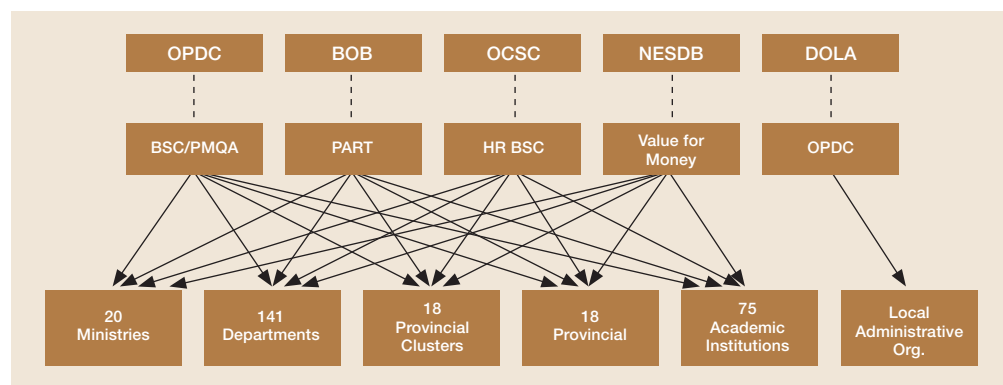 OPDC
BOB
OCSC
NESDB
DOLA
BSC/PMQA
PART
HR BSC
Value for
Money
OPDC
20
Ministries
141
Departments
18
Provincial
Clusters
18
Provincial
75
Academic
Institutions
Local
Administrative
Org.